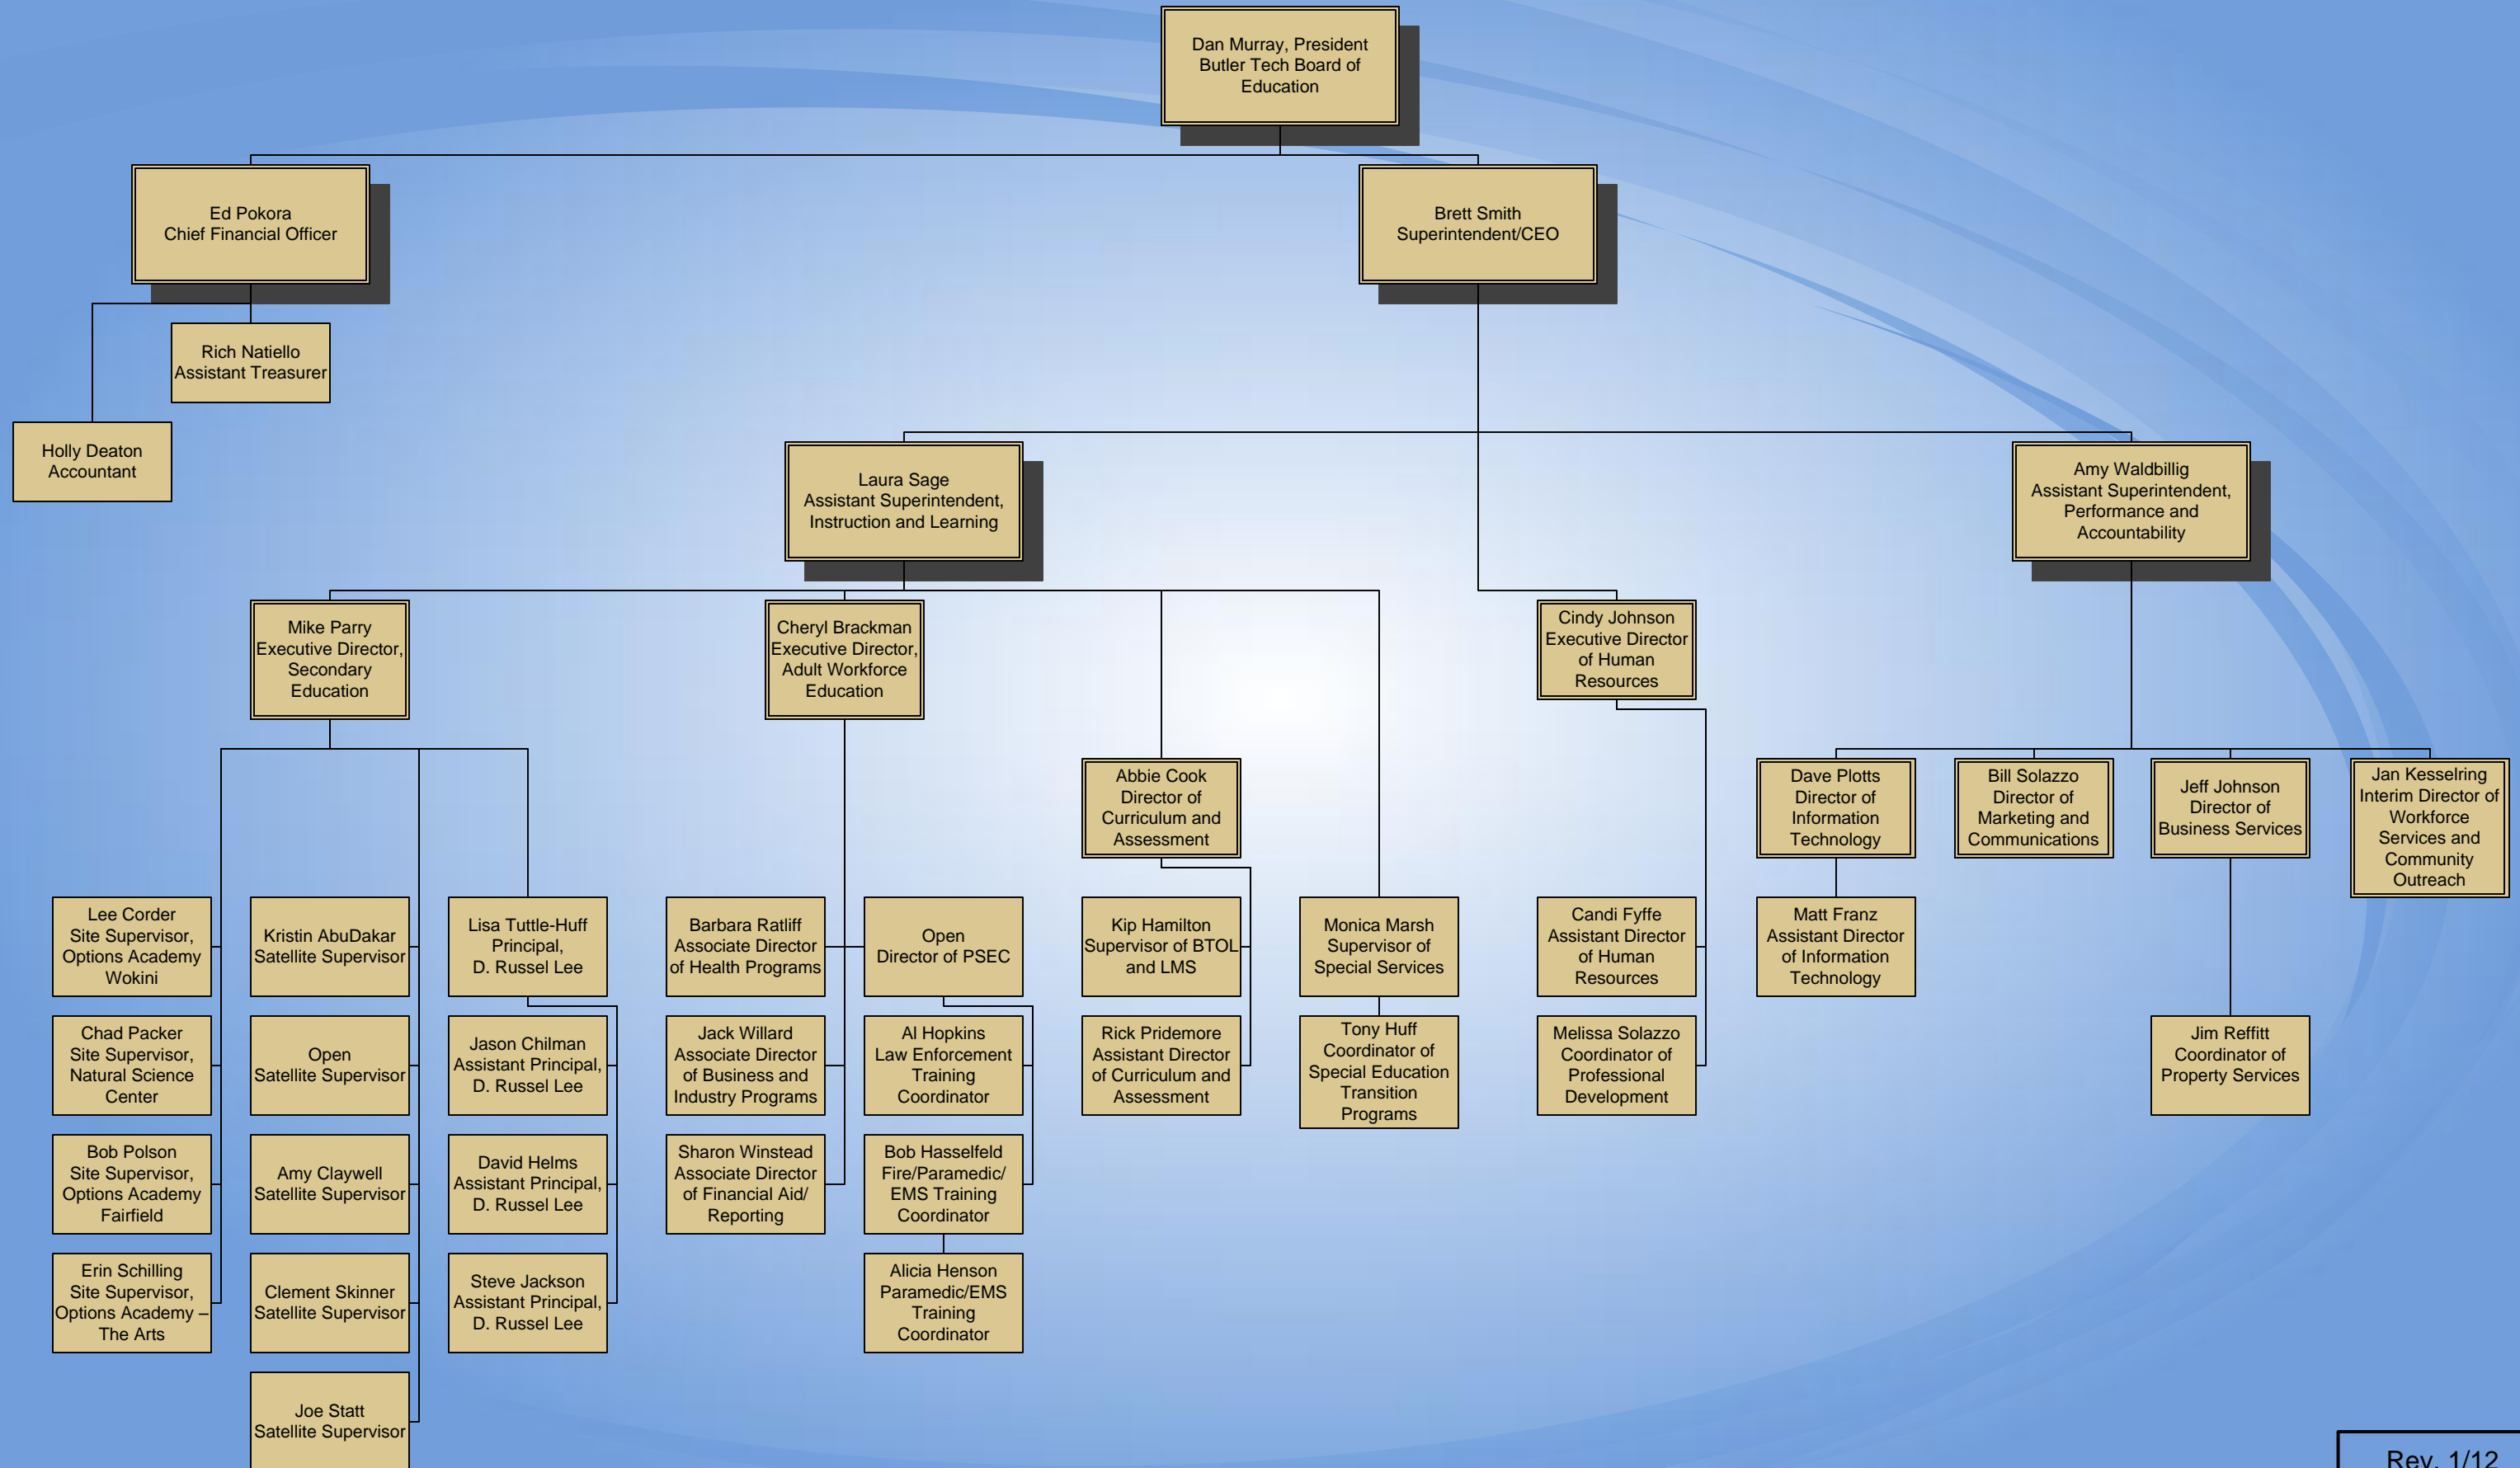 Dan Murray, President
Butler Tech Board of
Education
Ed Pokora
Chief Financial Officer
Brett Smith
Superintendent/CEO
Rich Natiello
Assistant Treasurer
Holly Deaton
Accountant
Laura Sage
Assistant Superintendent,
Instruction and Learning
Amy Waldbillig
Assistant Superintendent,
Performance and
Accountability
Mike Parry
Executive Director,
Secondary
Education
Cheryl Brackman
Executive Director,
Adult Workforce
Education
Cindy Johnson
Executive Director
of Human
Resources
Abbie Cook
Director of
Curriculum and
Assessment
Dave Plotts
Director of
Information
Technology
Bill Solazzo
Director of
Marketing and
Communications
Jeff Johnson
Director of
Business Services
Jan Kesselring
Interim Director of
Workforce
Services and
Community
Outreach
Lee Corder
Site Supervisor,
Options Academy
Wokini
Kristin AbuDakar
Satellite Supervisor
Lisa Tuttle-Huff
Principal,
D. Russel Lee
Barbara Ratliff
Associate Director
of Health Programs
Open
Director of PSEC
Kip Hamilton
Supervisor of BTOL
and LMS
Monica Marsh
Supervisor of
Special Services
Candi Fyffe
Assistant Director
of Human
Resources
Matt Franz
Assistant Director
of Information
Technology
Chad Packer
Site Supervisor,
Natural Science
Center
Open
Satellite Supervisor
Jason Chilman
Assistant Principal,
D. Russel Lee
Jack Willard
Associate Director
of Business and
Industry Programs
Al Hopkins
Law Enforcement
Training
Coordinator
Rick Pridemore
Assistant Director
of Curriculum and
Assessment
Tony Huff
Coordinator of
Special Education
Transition
Programs
Melissa Solazzo
Coordinator of
Professional
Development
Jim Reffitt
Coordinator of
Property Services
Bob Polson
Site Supervisor,
Options Academy
Fairfield
Amy Claywell
Satellite Supervisor
David Helms
Assistant Principal,
D. Russel Lee
Sharon Winstead
Associate Director
of Financial Aid/
Reporting
Bob Hasselfeld
Fire/Paramedic/
EMS Training
Coordinator
Erin Schilling
Site Supervisor,
Options Academy –
The Arts
Clement Skinner
Satellite Supervisor
Steve Jackson
Assistant Principal,
D. Russel Lee
Alicia Henson
Paramedic/EMS
Training
Coordinator
Joe Statt
Satellite Supervisor
Rev. 1/12